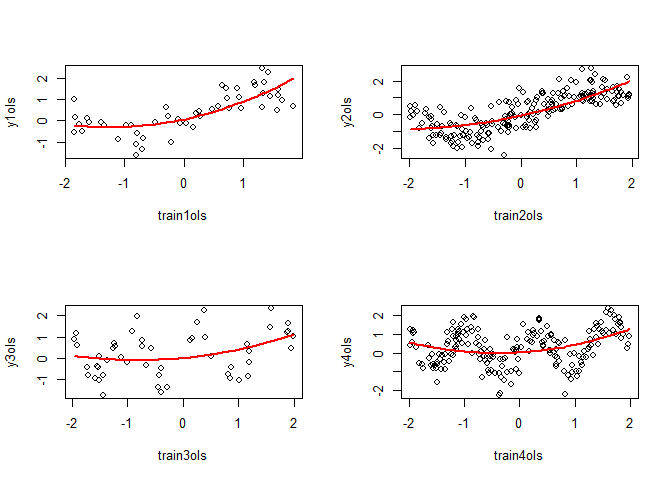 2
1
0
-1
y1ols
-2 -1 0 1
train1ols
2
0
-2
y2ols
-2 -1 0 1 2
train2ols
2
1
0
-1
y3ols
-2 -1 0 1 2
train3ols
2
1
0
-2
y4ols
-2 -1 0 1 2
train4ols